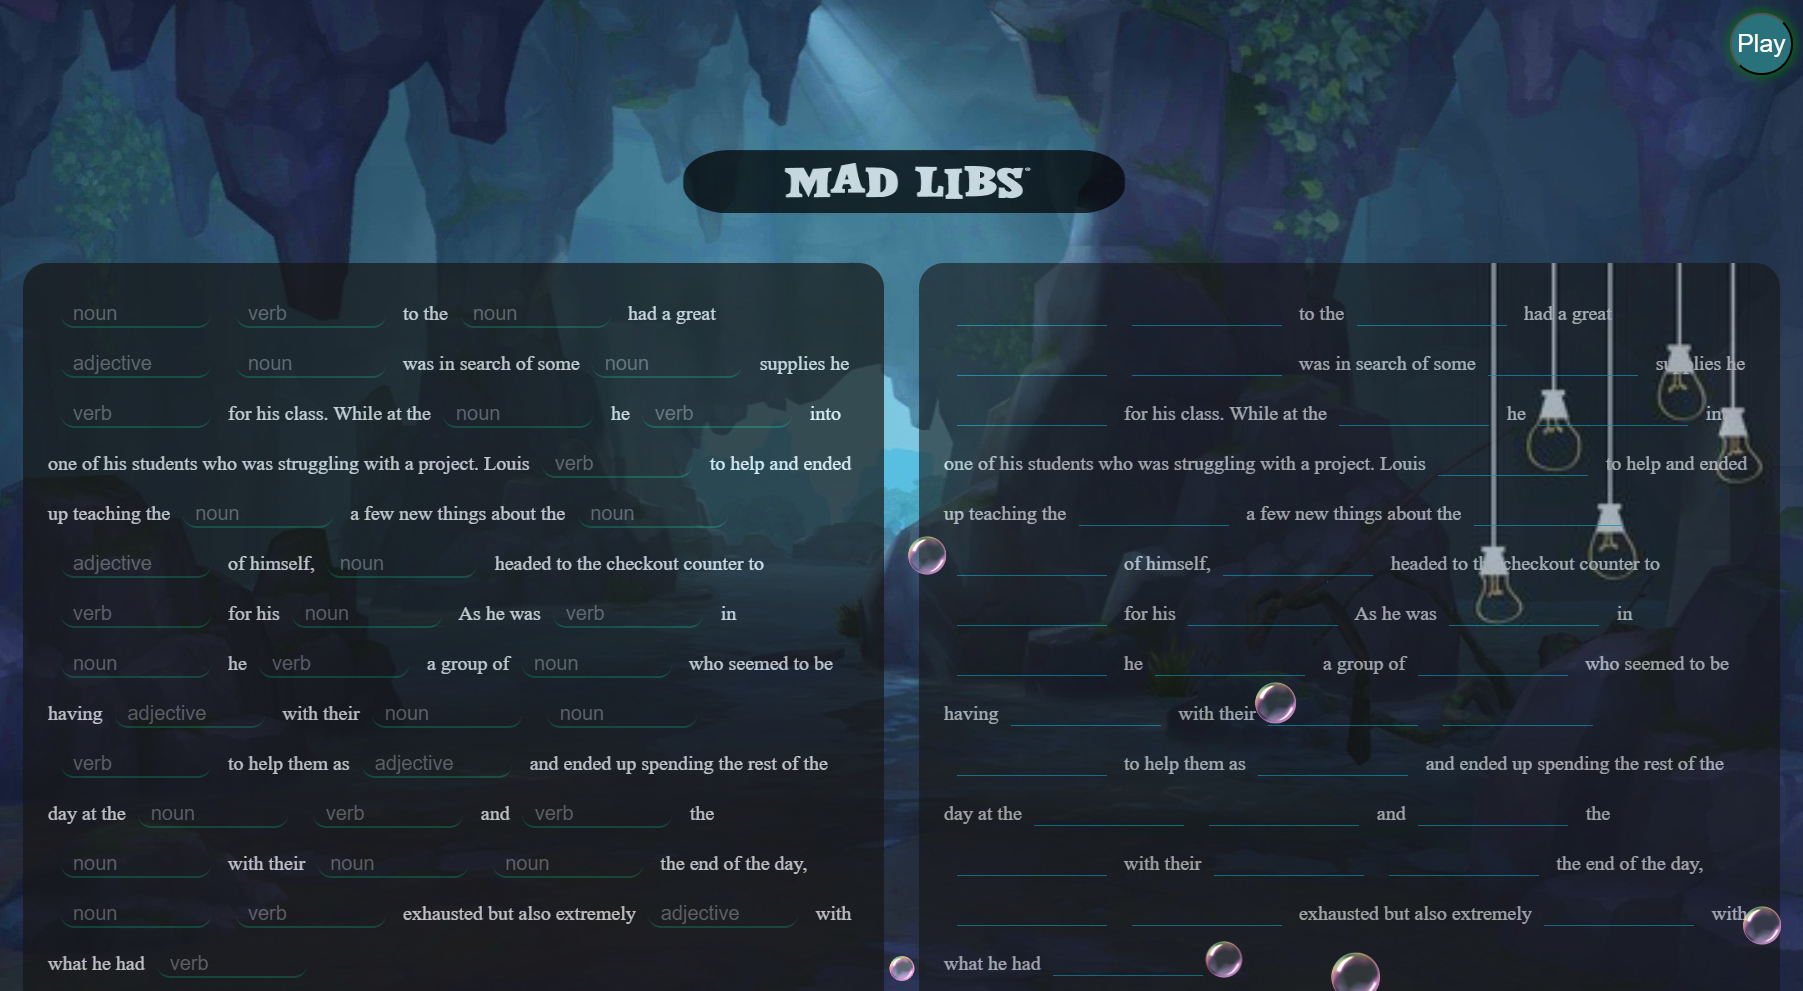 Play
MAD LIBS
noun verb to the noun had a great
adjective noun was in search of some noun supplies he
verb for his class. While at the noun he verb into
one of his students who was struggling with a project. Louis verb to help and ended
up teaching the noun a few new things about the noun
adjective of himself, noun headed to the checkout counter to
verb for his noun As he was verb in
noun he verb a group of noun who seemed to be
having adjective with their noun noun
verb to help them as adjective and ended up spending the rest of the
day at the noun verb and verb the
noun with their noun noun the end of the day,
noun verb exhausted but also extremely adjective with
what he had verb
to the had a great
was in search of some supplies he
for his class. While at the he into
one of his students who was struggling with a project. Louis to help and ended
up teaching the a few new things about the
of himself, headed to the checkout counter to
for his As he was in
he a group of who seemed to be
having with their
to help them as and ended up spending the rest of the
day at the and the
with their the end of the day,
exhausted but also extremely with
what he had